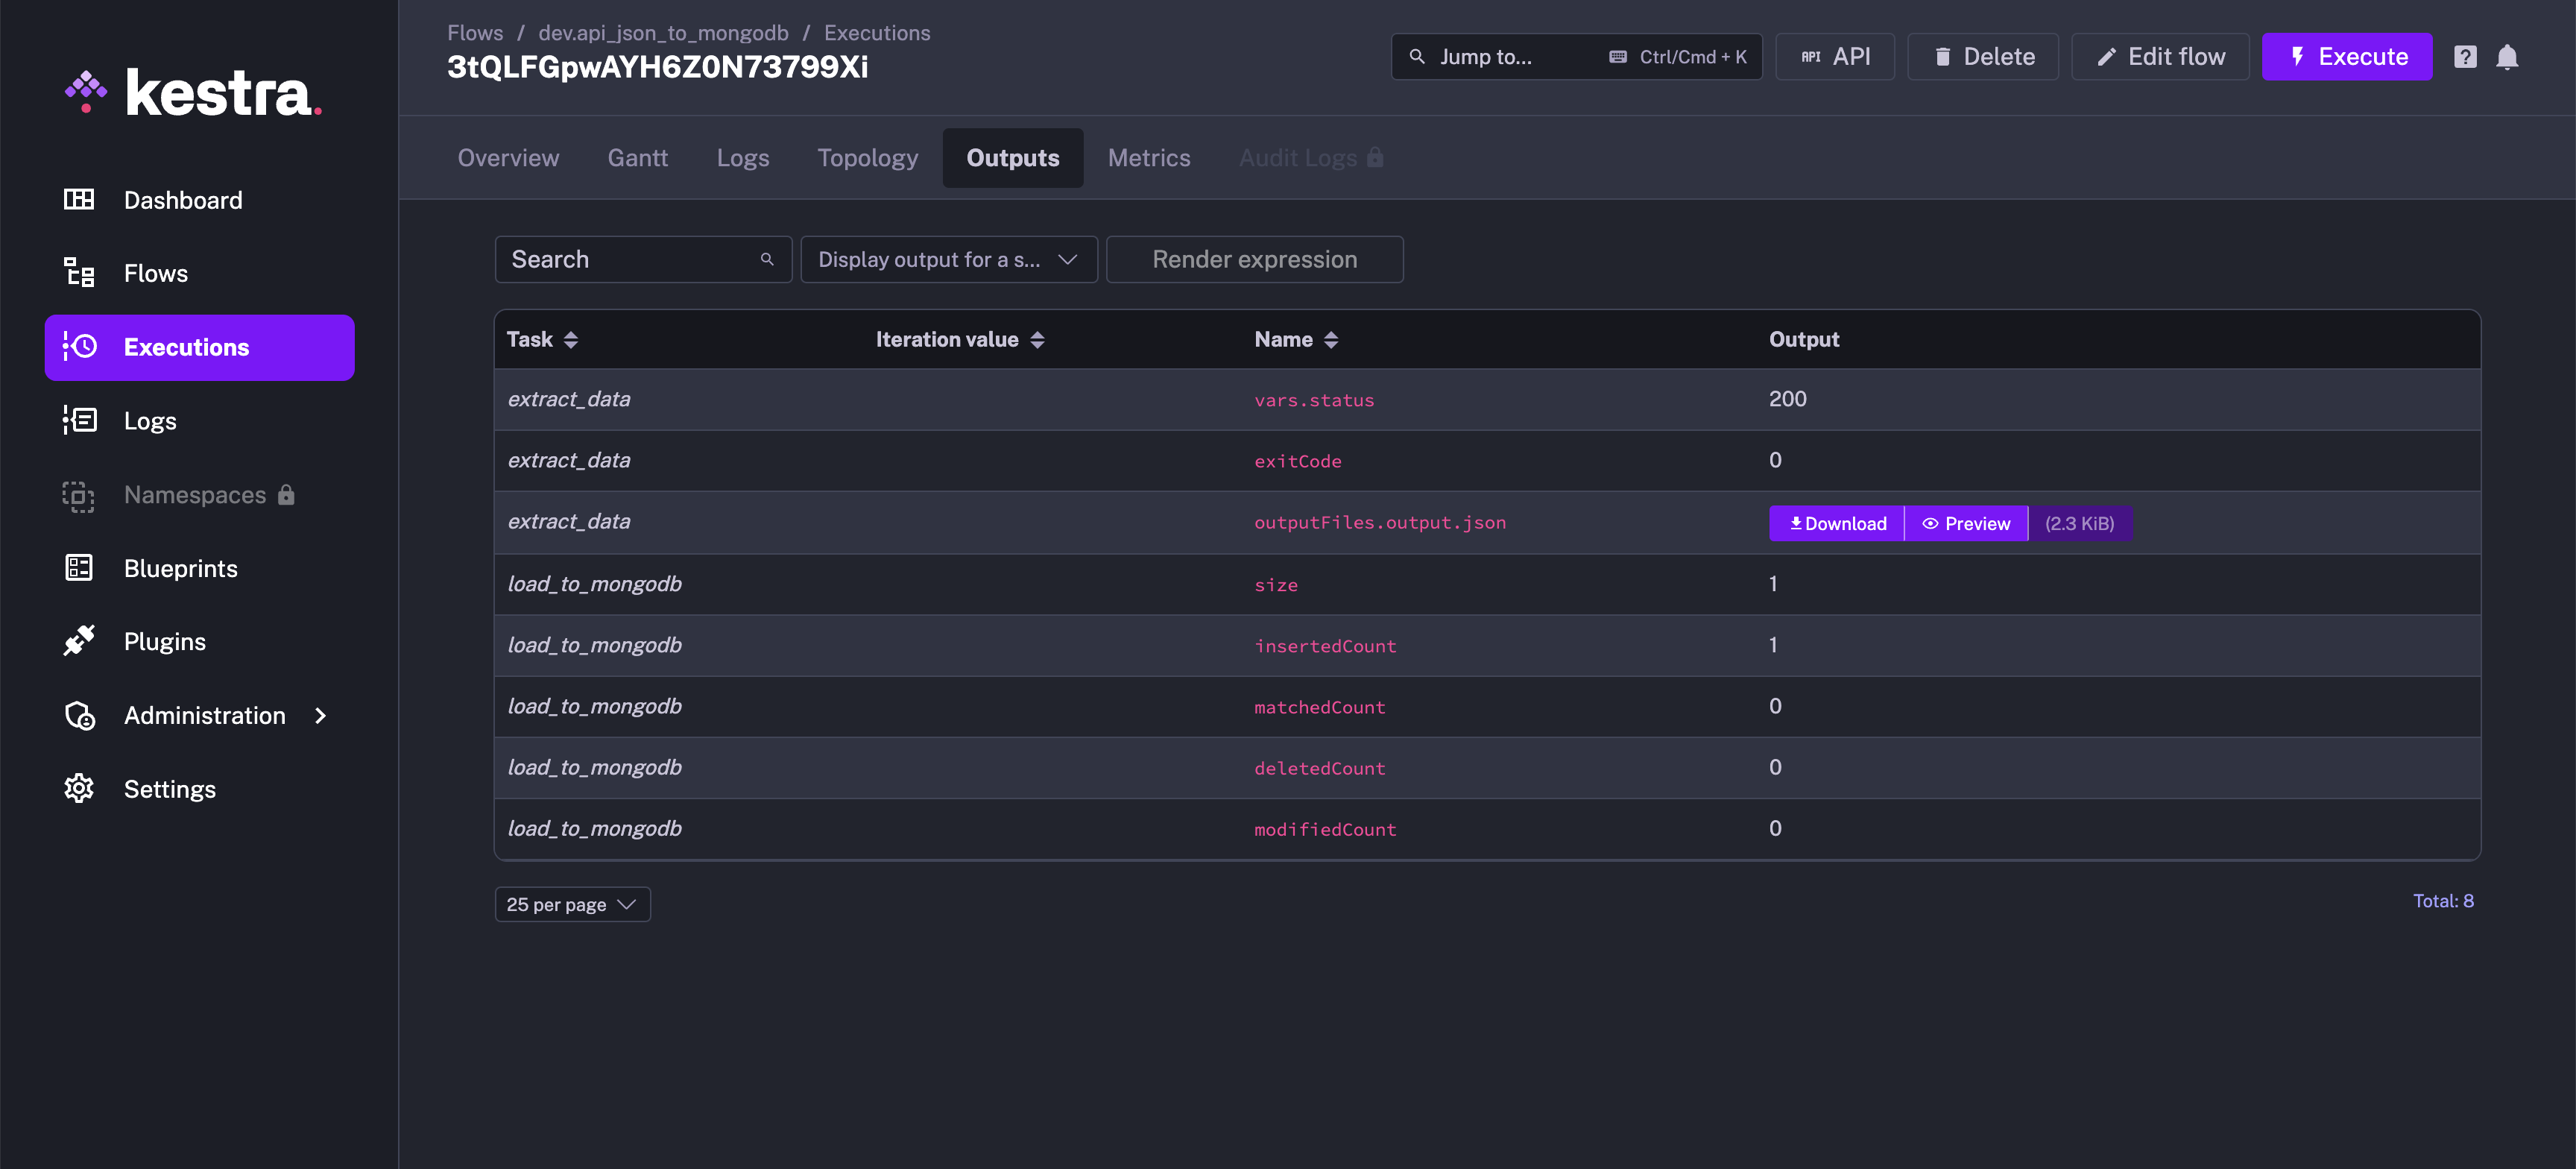 kestra.
Dashboard
Flows
Executions
Logs
Namespaces
Blueprints
Plugins
Administration
Settings
Flows / dev.api_json_to_mongodb / Executions
3tQLFGpwAYH6Z0N73799Xi
Jump to... Ctrl/Cmd + K
API API
Delete
Edit flow
Execute
?
Overview Gantt Logs Topology Outputs Metrics Audit Logs
Search Display output for a s... Render expression
Task Iteration value Name Output
extract_data vars.status 200
extract_data exitCode 0
extract_data outputFiles.output.json Download Preview (2.3 KiB)
load_to_mongodb size 1
load_to_mongodb insertedCount 1
load_to_mongodb matchedCount 0
load_to_mongodb deletedCount 0
load_to_mongodb modifiedCount 0
25 per page Total: 8